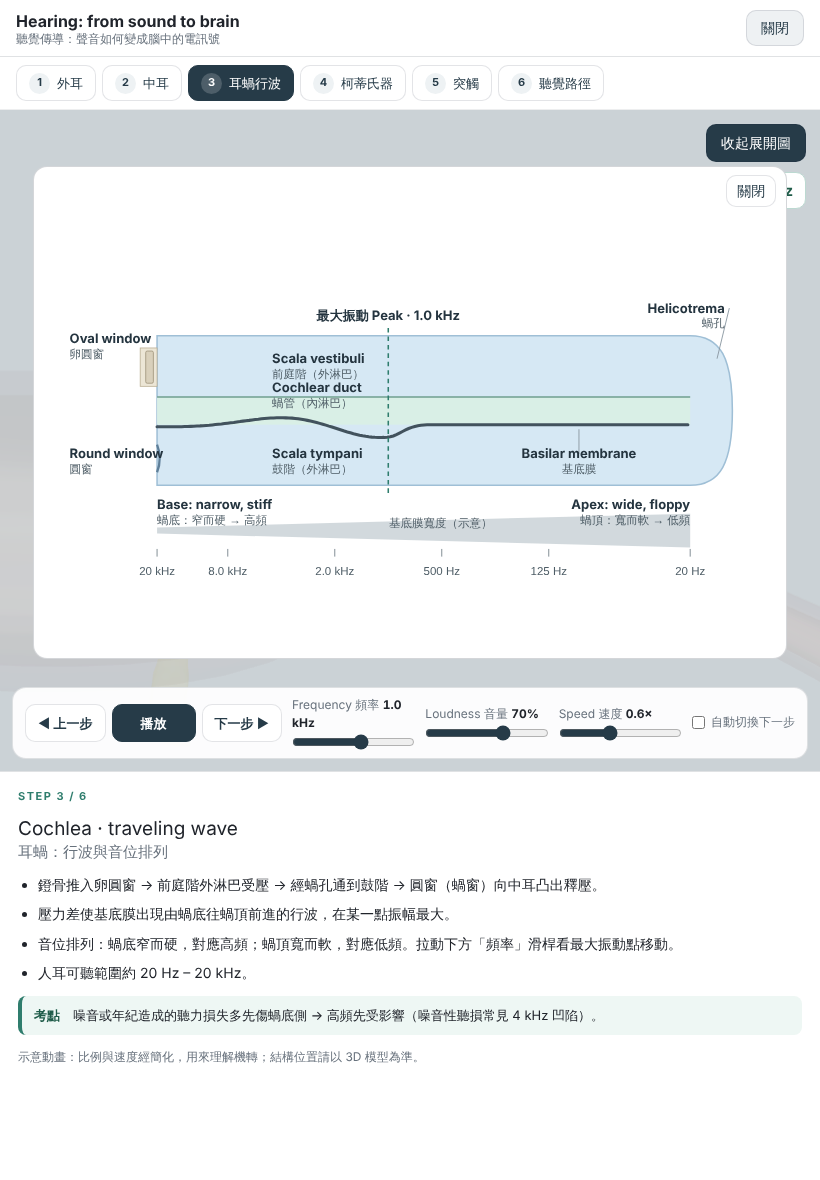 Hearing: from sound to brain
聽覺傳導：聲音如何變成腦中的電訊號
關閉
1 外耳
2 中耳
3 耳蝸行波
4 柯蒂氏器
5 突觸
6 聽覺路徑
收起展開圖
關閉
z
最大振動 Peak · 1.0 kHz
Helicotrema
蝸孔
Oval window
卵圓窗
Scala vestibuli
前庭階（外淋巴）
Cochlear duct
蝸管（內淋巴）
Round window
圓窗
Scala tympani
鼓階（外淋巴）
Basilar membrane
基底膜
Base: narrow, stiff
蝸底：窄而硬 → 高頻
基底膜寬度（示意）
Apex: wide, floppy
蝸頂：寬而軟 → 低頻
20 kHz
8.0 kHz
2.0 kHz
500 Hz
125 Hz
20 Hz
◀ 上一步
播放
下一步 ▶
Frequency 頻率 1.0
kHz
Loudness 音量 70%
Speed 速度 0.6×
自動切換下一步
STEP 3 / 6
Cochlea · traveling wave
耳蝸：行波與音位排列
鐙骨推入卵圓窗 → 前庭階外淋巴受壓 → 經蝸孔通到鼓階 → 圓窗（蝸窗）向中耳凸出釋壓。
壓力差使基底膜出現由蝸底往蝸頂前進的行波，在某一點振幅最大。
音位排列：蝸底窄而硬，對應高頻；蝸頂寬而軟，對應低頻。拉動下方「頻率」滑桿看最大振動點移動。
人耳可聽範圍約 20 Hz – 20 kHz。
考點 噪音或年紀造成的聽力損失多先傷蝸底側 → 高頻先受影響（噪音性聽損常見 4 kHz 凹陷）。
示意動畫：比例與速度經簡化，用來理解機轉；結構位置請以 3D 模型為準。